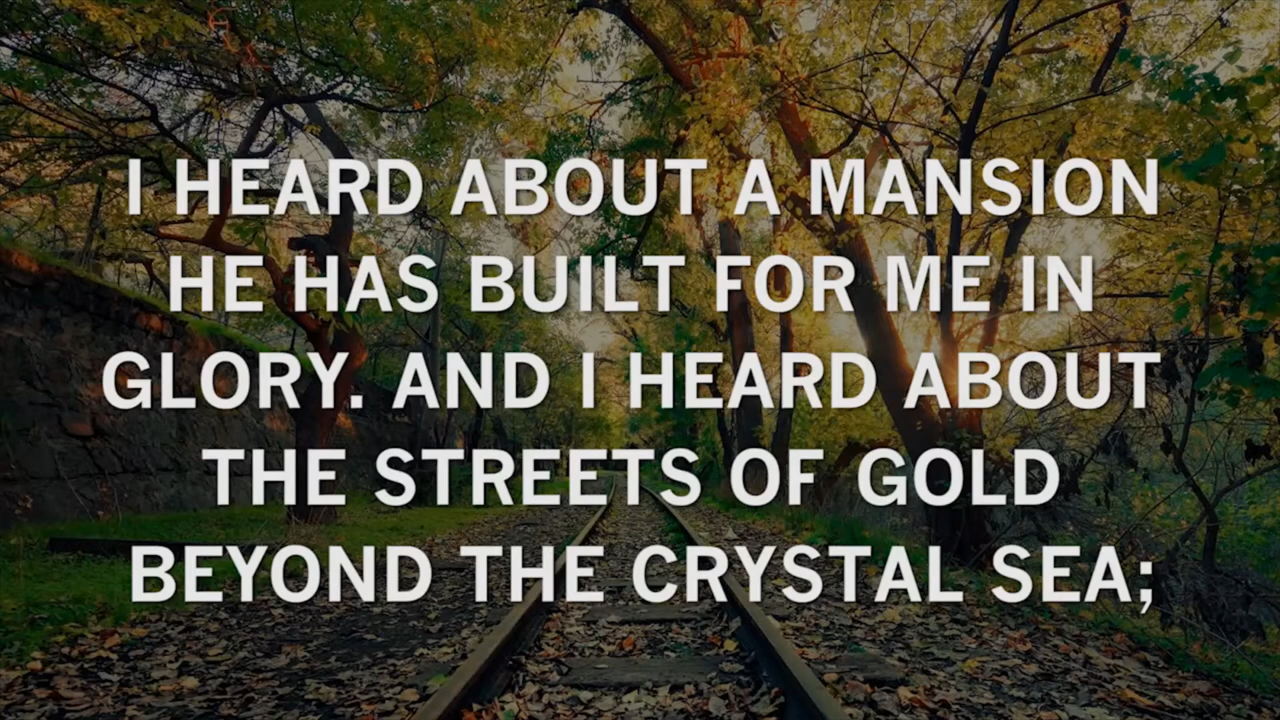 I HEARD ABOUT A MANSION
HE HAS BUILT FOR ME IN
GLORY. AND I HEARD ABOUT
THE STREETS OF GOLD
BEYOND THE CRYSTAL SEA;